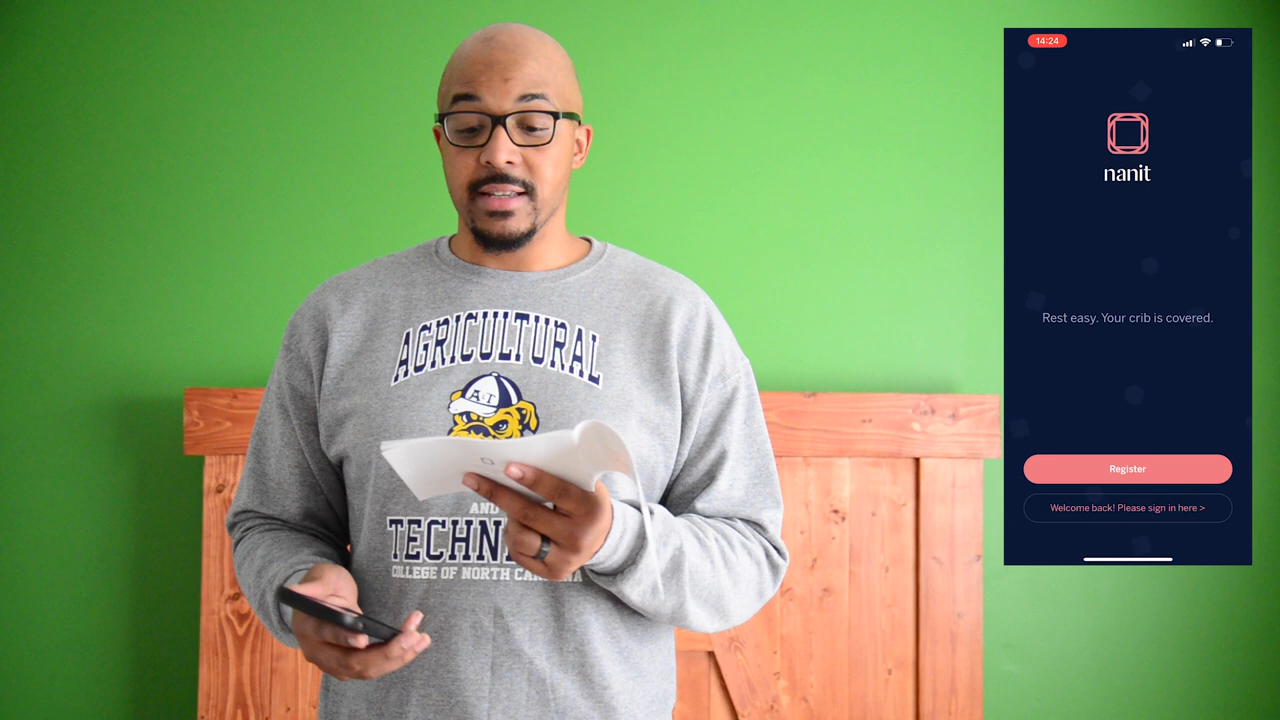 AGRICULTURAL
A&T
AND
TECHN
COLLEGE OF NORTH CAROLINA
14:24
nanit
Rest easy. Your crib is covered.
Register
Welcome back! Please sign in here >